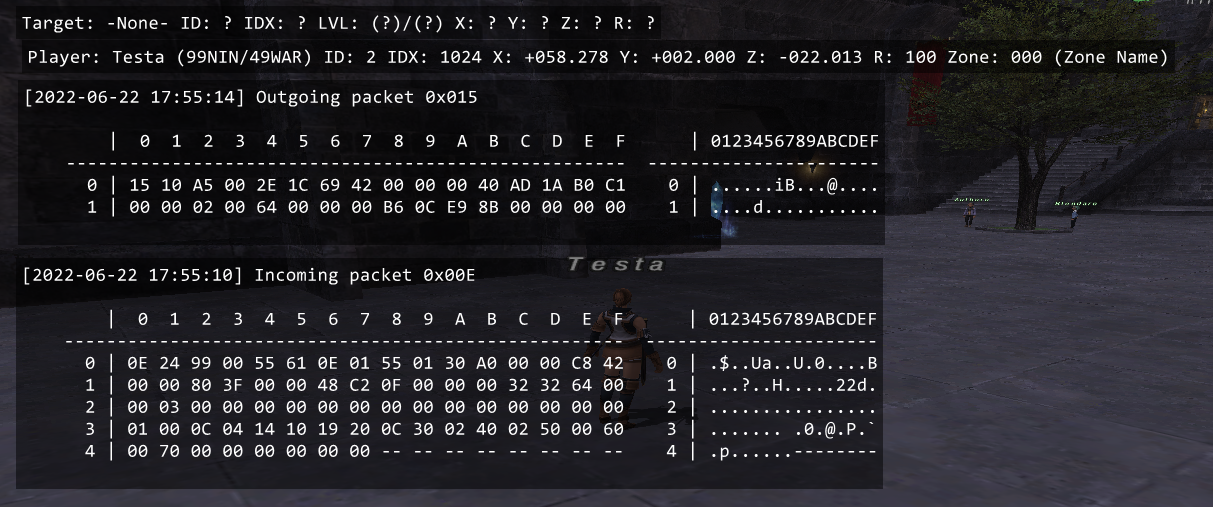 Target: -None- ID: ? IDX: ? LVL: (?)/(?) X: ? Y: ? Z: ? R: ?
Player: Testa (99NIN/49WAR) ID: 2 IDX: 1024 X: +058.278 Y: +002.000 Z: -022.013 R: 100 Zone: 000 (Zone Name)
[2022-06-22 17:55:14] Outgoing packet 0x015
| 0 1 2 3 4 5 6 7 8 9 A B C D E F | 0123456789ABCDEF
----------------------------------------------------- ----------------------
0 | 15 10 A5 00 2E 1C 69 42 00 00 00 40 AD 1A B0 C1 0 | ......iB...@....
1 | 00 00 02 00 64 00 00 00 B6 0C E9 8B 00 00 00 00 1 | ....d...........
Testa
[2022-06-22 17:55:10] Incoming packet 0x00E
| 0 1 2 3 4 5 6 7 8 9 A B C D E F | 0123456789ABCDEF
----------------------------------------------------- ----------------------
0 | 0E 24 99 00 55 61 0E 01 55 01 30 A0 00 00 C8 42 0 | .$..Ua..U.0....B
1 | 00 00 80 3F 00 00 48 C2 0F 00 00 00 32 32 64 00 1 | ...?..H.....22d.
2 | 00 03 00 00 00 00 00 00 00 00 00 00 00 00 00 00 2 | ................
3 | 01 00 0C 04 14 10 19 20 0C 30 02 40 02 50 00 60 3 | ....... .0.@.P.`
4 | 00 70 00 00 00 00 00 00 -- -- -- -- -- -- -- -- 4 | .p......--------